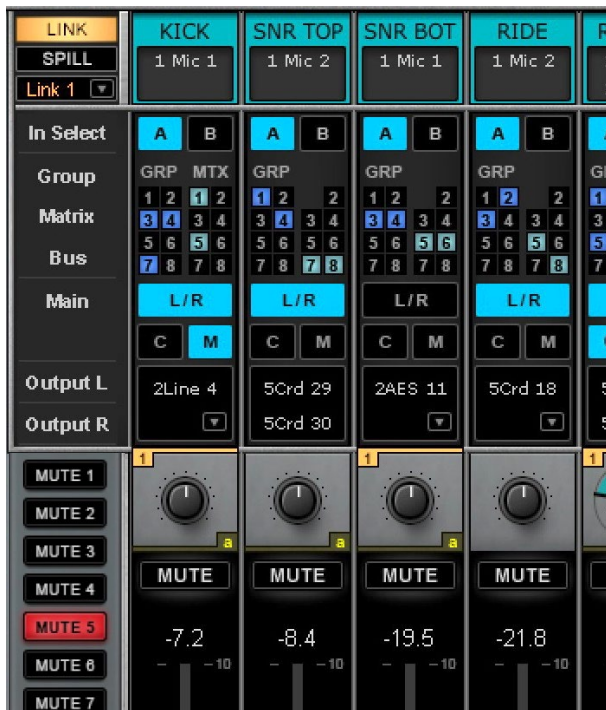 LINK KICK SNR TOP SNR BOT RIDE R
SPILL 1 Mic 1 1 Mic 2 1 Mic 1 1 Mic 2
Link 1
In Select A B A B A B A B
Group GRP MTX GRP GRP GRP
1 2 1 2 1 2 2 1 2 2 1 2 2 1
Matrix 3 4 3 4 3 4 3 4 3 4 3 4 3 4 3 4 3
5 6 5 6 5 6 5 6 5 6 5 6 5 6 5 6 5
Bus 7 8 7 8 7 8 7 8 7 8 7 8 7 8 7 8 7
Main L/R L/R L/R L/R
C M C M C M C M
Output L 2Line 4 5Crd 29 2AES 11 5Crd 18 5
Output R 5Crd 30 5
1 1 1
MUTE 1
MUTE 2
MUTE 3 a a a
MUTE 4 MUTE MUTE MUTE MUTE
MUTE 5 -7.2 -8.4 -19.5 -21.8
MUTE 6 - -10 - -10 - -10 - -10
MUTE 7